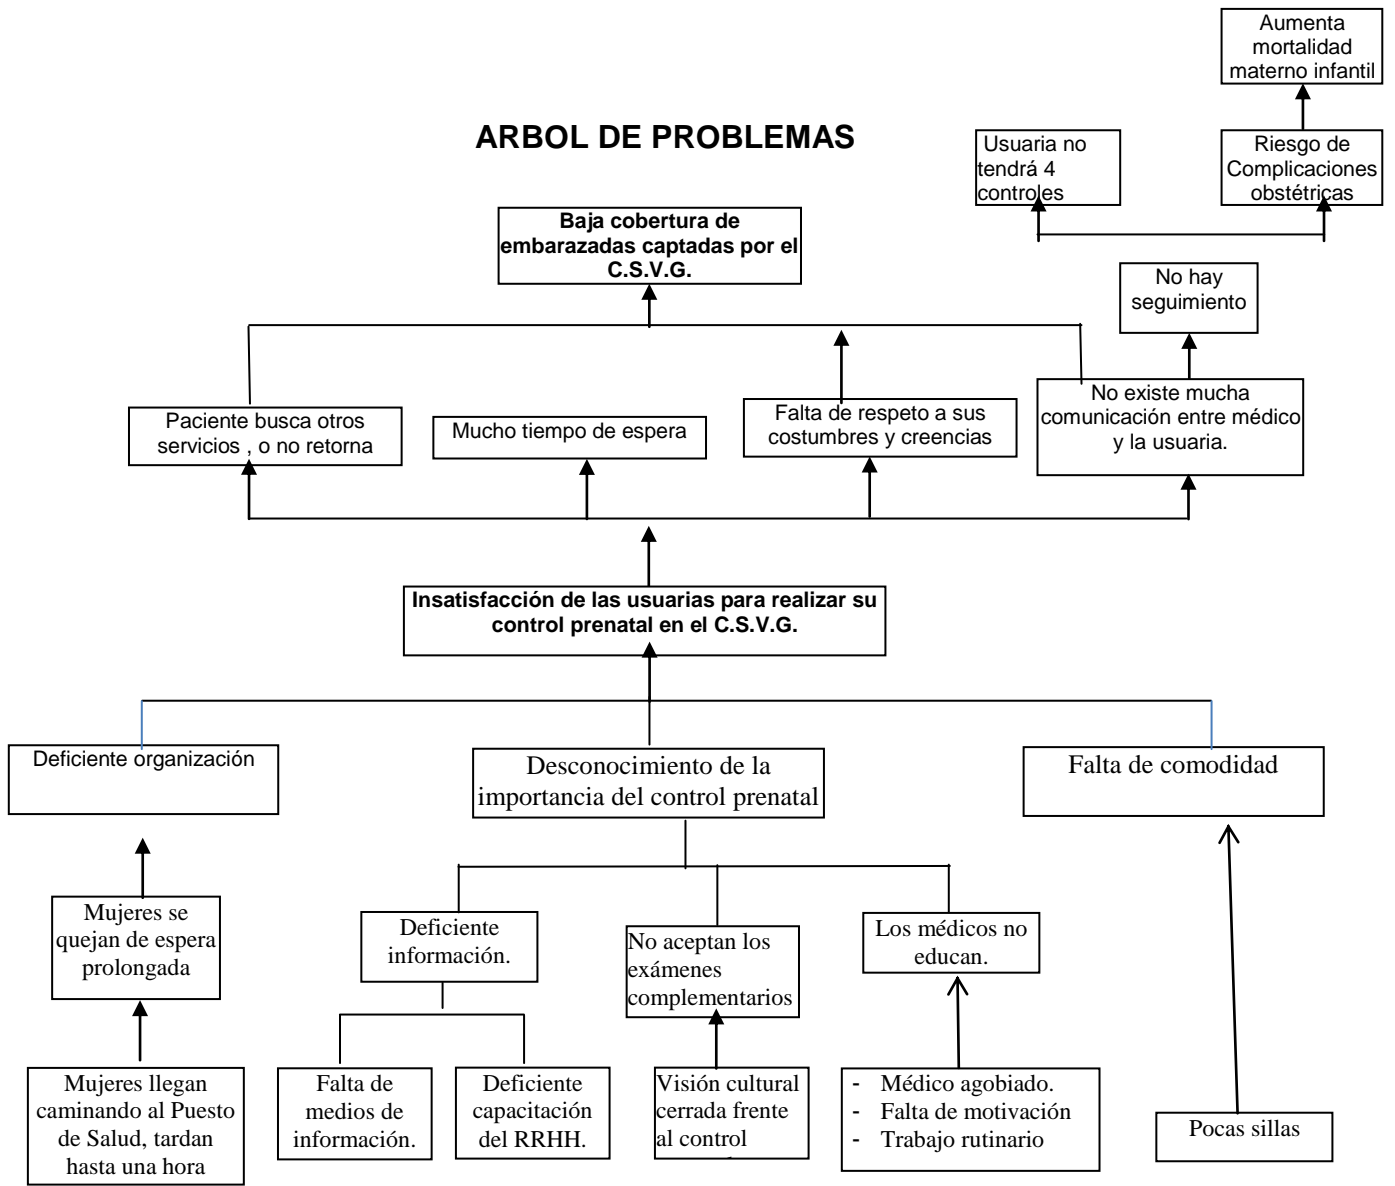 Aumenta
mortalidad
materno infantil
ARBOL DE PROBLEMAS
Usuaria no
tendrá 4
controles
Riesgo de
Complicaciones
obstétricas
Baja cobertura de
embarazadas captadas por el
C.S.V.G.
No hay
seguimiento
Paciente busca otros
servicios , o no retorna
Mucho tiempo de espera
Falta de respeto a sus
costumbres y creencias
No existe mucha
comunicación entre médico
y la usuaria.
Insatisfacción de las usuarias para realizar su
control prenatal en el C.S.V.G.
Deficiente organización
Desconocimiento de la
importancia del control prenatal
Falta de comodidad
Mujeres se
quejan de espera
prolongada
Deficiente
información.
No aceptan los
exámenes
complementarios
Los médicos no
educan.
Mujeres llegan
caminando al Puesto
de Salud, tardan
hasta una hora
Falta de
medios de
información.
Deficiente
capacitación
del RRHH.
Visión cultural
cerrada frente
al control
- Médico agobiado.
- Falta de motivación
- Trabajo rutinario
Pocas sillas